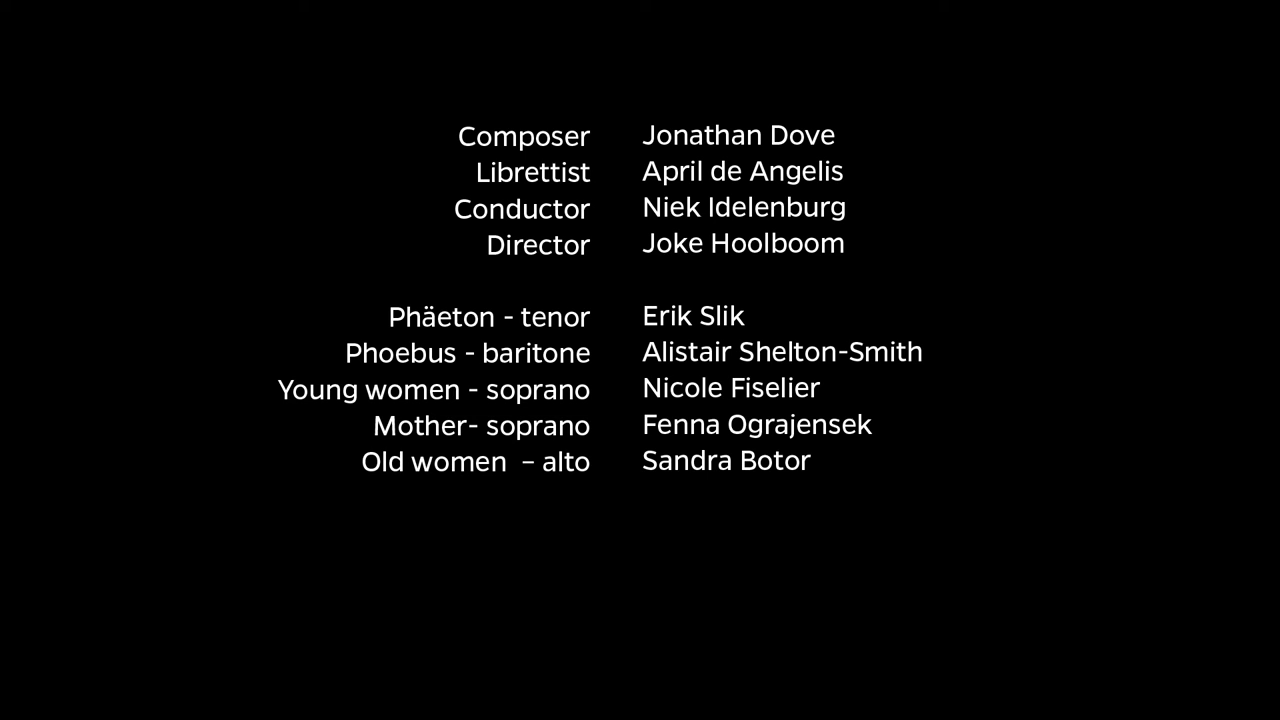 Composer Jonathan Dove
Librettist April de Angelis
Conductor Niek Idelenburg
Director Joke Hoolboom
Phäeton - tenor Erik Slik
Phoebus - baritone Alistair Shelton-Smith
Young women - soprano Nicole Fiselier
Mother- soprano Fenna Ograjensek
Old women – alto Sandra Botor